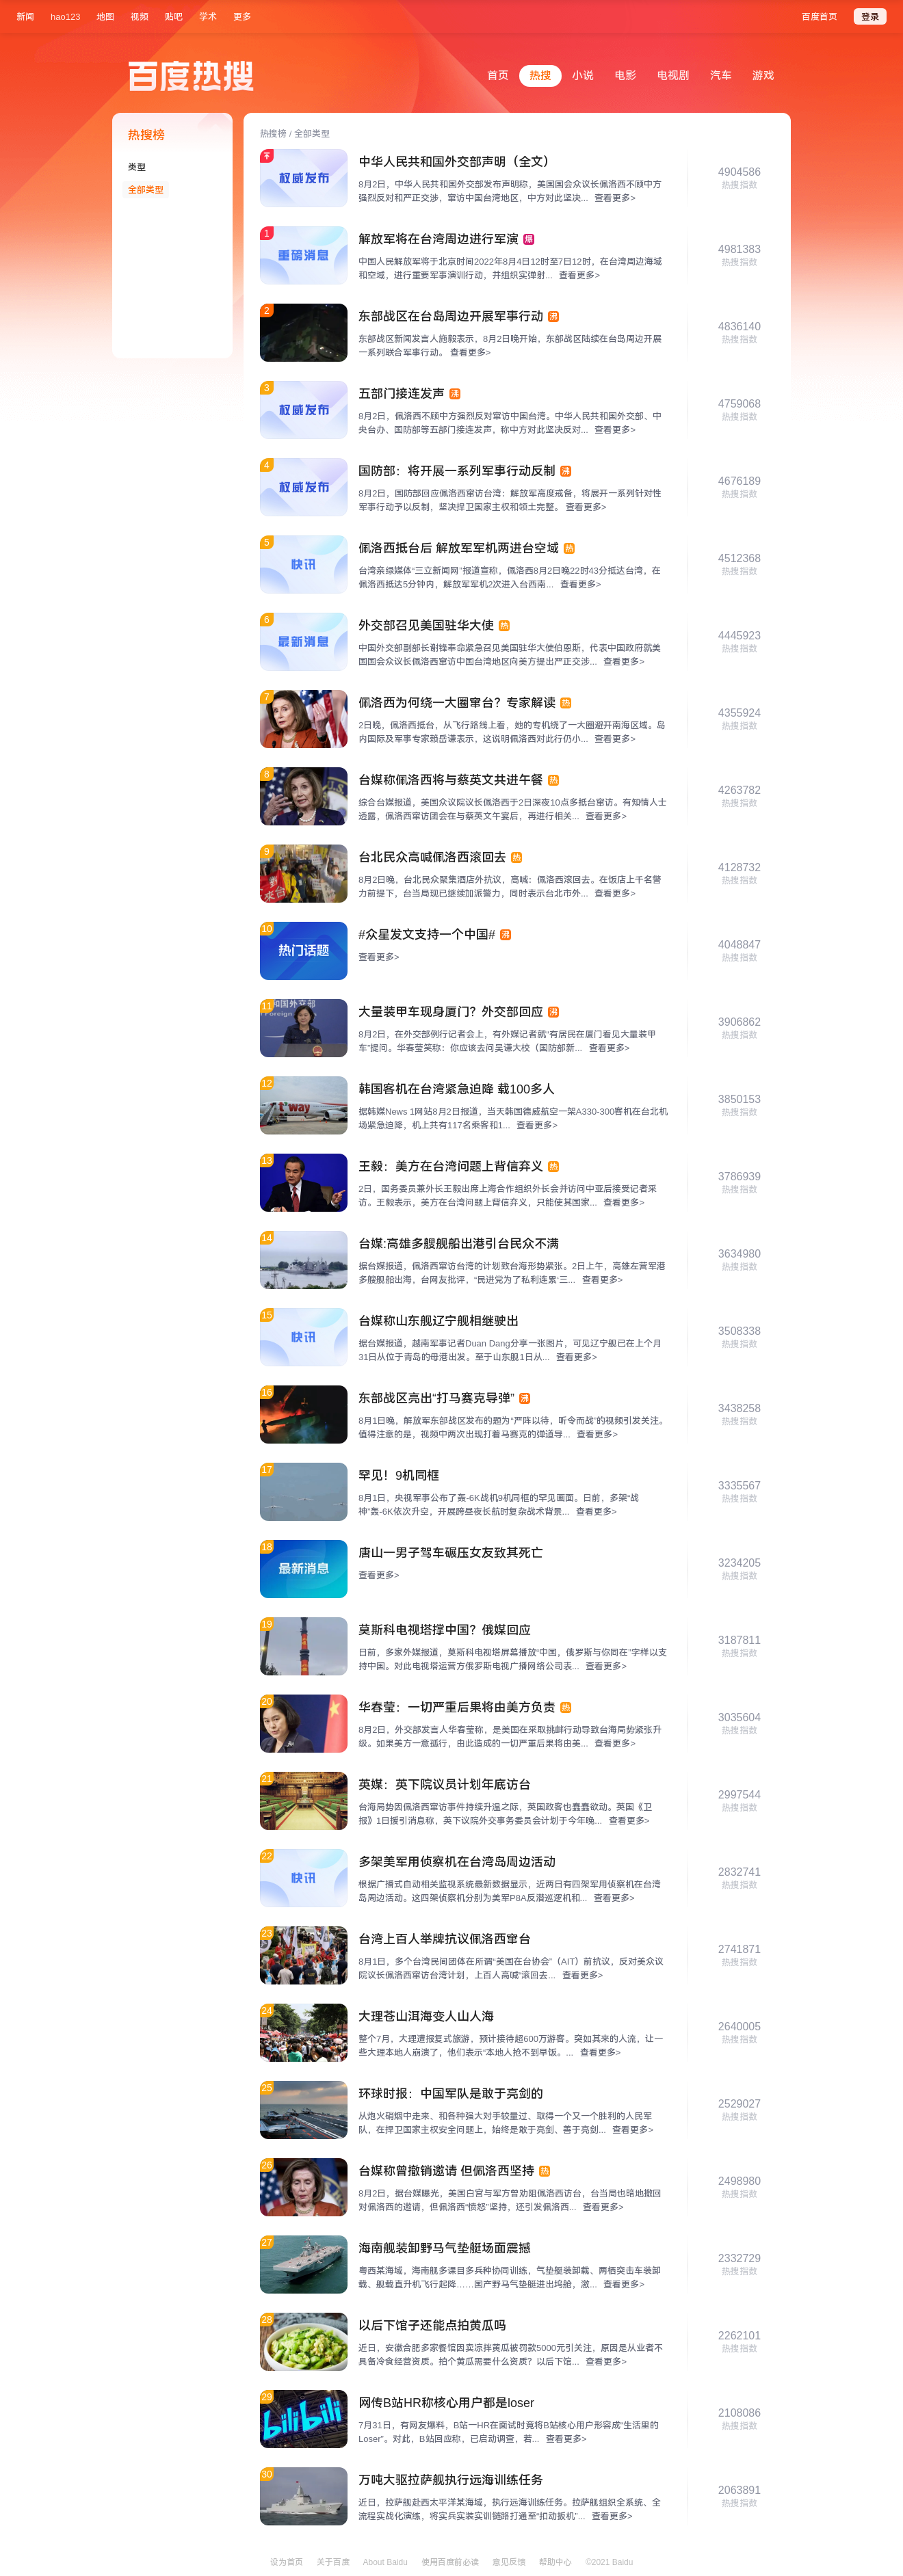 新闻 hao123 地图 视频 贴吧 学术 更多 百度首页 登录
百度热搜
首页 热搜 小说 电影 电视剧 汽车 游戏
热搜榜
类型
全部类型
热搜榜 / 全部类型
权威发布
中华人民共和国外交部声明（全文）
8月2日，中华人民共和国外交部发布声明称，美国国会众议长佩洛西不顾中方
强烈反对和严正交涉，窜访中国台湾地区，中方对此坚决... 查看更多>
4904586
热搜指数
1
重磅消息
解放军将在台湾周边进行军演 爆
中国人民解放军将于北京时间2022年8月4日12时至7日12时，在台湾周边海域
和空域，进行重要军事演训行动，并组织实弹射... 查看更多>
4981383
热搜指数
2
东部战区在台岛周边开展军事行动 沸
东部战区新闻发言人施毅表示，8月2日晚开始，东部战区陆续在台岛周边开展
一系列联合军事行动。 查看更多>
4836140
热搜指数
3
权威发布
五部门接连发声 沸
8月2日，佩洛西不顾中方强烈反对窜访中国台湾。中华人民共和国外交部、中
央台办、国防部等五部门接连发声，称中方对此坚决反对... 查看更多>
4759068
热搜指数
4
权威发布
国防部：将开展一系列军事行动反制 沸
8月2日，国防部回应佩洛西窜访台湾：解放军高度戒备，将展开一系列针对性
军事行动予以反制，坚决捍卫国家主权和领土完整。 查看更多>
4676189
热搜指数
5
快讯
佩洛西抵台后 解放军军机两进台空域 热
台湾亲绿媒体“三立新闻网”报道宣称，佩洛西8月2日晚22时43分抵达台湾，在
佩洛西抵达5分钟内，解放军军机2次进入台西南... 查看更多>
4512368
热搜指数
6
最新消息
外交部召见美国驻华大使 热
中国外交部副部长谢锋奉命紧急召见美国驻华大使伯恩斯，代表中国政府就美
国国会众议长佩洛西窜访中国台湾地区向美方提出严正交涉... 查看更多>
4445923
热搜指数
7
佩洛西为何绕一大圈窜台？专家解读 热
2日晚，佩洛西抵台，从飞行路线上看，她的专机绕了一大圈避开南海区域。岛
内国际及军事专家赖岳谦表示，这说明佩洛西对此行仍小... 查看更多>
4355924
热搜指数
8
台媒称佩洛西将与蔡英文共进午餐 热
综合台媒报道，美国众议院议长佩洛西于2日深夜10点多抵台窜访。有知情人士
透露，佩洛西窜访团会在与蔡英文午宴后，再进行相关... 查看更多>
4263782
热搜指数
9
台北民众高喊佩洛西滚回去 热
8月2日晚，台北民众聚集酒店外抗议，高喊：佩洛西滚回去。在饭店上千名警
力前提下，台当局现已继续加派警力，同时表示台北市外... 查看更多>
4128732
热搜指数
10
热门话题
#众星发文支持一个中国# 沸
查看更多>
4048847
热搜指数
11
大量装甲车现身厦门？外交部回应 沸
8月2日，在外交部例行记者会上，有外媒记者就“有居民在厦门看见大量装甲
车”提问。华春莹笑称：你应该去问吴谦大校（国防部新... 查看更多>
3906862
热搜指数
12
t'way
韩国客机在台湾紧急迫降 载100多人
据韩媒News 1网站8月2日报道，当天韩国德威航空一架A330-300客机在台北机
场紧急迫降，机上共有117名乘客和1... 查看更多>
3850153
热搜指数
13
王毅：美方在台湾问题上背信弃义 热
2日，国务委员兼外长王毅出席上海合作组织外长会并访问中亚后接受记者采
访。王毅表示，美方在台湾问题上背信弃义，只能使其国家... 查看更多>
3786939
热搜指数
14
台媒:高雄多艘舰船出港引台民众不满
据台媒报道，佩洛西窜访台湾的计划致台海形势紧张。2日上午，高雄左营军港
多艘舰船出海，台网友批评，“民进党为了私利连累‘三... 查看更多>
3634980
热搜指数
15
快讯
台媒称山东舰辽宁舰相继驶出
据台媒报道，越南军事记者Duan Dang分享一张图片，可见辽宁舰已在上个月
31日从位于青岛的母港出发。至于山东舰1日从... 查看更多>
3508338
热搜指数
16
东部战区亮出“打马赛克导弹” 沸
8月1日晚，解放军东部战区发布的题为“严阵以待，听令而战”的视频引发关注。
值得注意的是，视频中两次出现打着马赛克的弹道导... 查看更多>
3438258
热搜指数
17
罕见！9机同框
8月1日，央视军事公布了轰-6K战机9机同框的罕见画面。日前，多架“战
神”轰-6K依次升空，开展跨昼夜长航时复杂战术背景... 查看更多>
3335567
热搜指数
18
最新消息
唐山一男子驾车碾压女友致其死亡
查看更多>
3234205
热搜指数
19
莫斯科电视塔撑中国？俄媒回应
日前，多家外媒报道，莫斯科电视塔屏幕播放“中国，俄罗斯与你同在”字样以支
持中国。对此电视塔运营方俄罗斯电视广播网络公司表... 查看更多>
3187811
热搜指数
20
华春莹：一切严重后果将由美方负责 热
8月2日，外交部发言人华春莹称，是美国在采取挑衅行动导致台海局势紧张升
级。如果美方一意孤行，由此造成的一切严重后果将由美... 查看更多>
3035604
热搜指数
21
英媒：英下院议员计划年底访台
台海局势因佩洛西窜访事件持续升温之际，英国政客也蠢蠢欲动。英国《卫
报》1日援引消息称，英下议院外交事务委员会计划于今年晚... 查看更多>
2997544
热搜指数
22
快讯
多架美军用侦察机在台湾岛周边活动
根据广播式自动相关监视系统最新数据显示，近两日有四架军用侦察机在台湾
岛周边活动。这四架侦察机分别为美军P8A反潜巡逻机和... 查看更多>
2832741
热搜指数
23
台湾上百人举牌抗议佩洛西窜台
8月1日，多个台湾民间团体在所谓“美国在台协会”（AIT）前抗议，反对美众议
院议长佩洛西窜访台湾计划，上百人高喊“滚回去... 查看更多>
2741871
热搜指数
24
大理苍山洱海变人山人海
整个7月，大理遭报复式旅游，预计接待超600万游客。突如其来的人流，让一
些大理本地人崩溃了，他们表示“本地人抢不到早饭。... 查看更多>
2640005
热搜指数
25
环球时报：中国军队是敢于亮剑的
从炮火硝烟中走来、和各种强大对手较量过、取得一个又一个胜利的人民军
队，在捍卫国家主权安全问题上，始终是敢于亮剑、善于亮剑... 查看更多>
2529027
热搜指数
26
台媒称曾撤销邀请 但佩洛西坚持 热
8月2日，据台媒曝光，美国白宫与军方曾劝阻佩洛西访台，台当局也暗地撤回
对佩洛西的邀请，但佩洛西“愤怒”坚持，还引发佩洛西... 查看更多>
2498980
热搜指数
27
海南舰装卸野马气垫艇场面震撼
粤西某海域，海南舰多课目多兵种协同训练，气垫艇装卸载、两栖突击车装卸
载、舰载直升机飞行起降……国产野马气垫艇进出坞舱，激... 查看更多>
2332729
热搜指数
28
以后下馆子还能点拍黄瓜吗
近日，安徽合肥多家餐馆因卖凉拌黄瓜被罚款5000元引关注，原因是从业者不
具备冷食经营资质。拍个黄瓜需要什么资质？以后下馆... 查看更多>
2262101
热搜指数
29
bilibili
网传B站HR称核心用户都是loser
7月31日，有网友爆料，B站一HR在面试时竟将B站核心用户形容成“生活里的
Loser”。对此，B站回应称，已启动调查，若... 查看更多>
2108086
热搜指数
30
万吨大驱拉萨舰执行远海训练任务
近日，拉萨舰赴西太平洋某海域，执行远海训练任务。拉萨舰组织全系统、全
流程实战化演练，将实兵实装实训链路打通至“扣动扳机”... 查看更多>
2063891
热搜指数
设为首页 关于百度 About Baidu 使用百度前必读 意见反馈 帮助中心 ©2021 Baidu